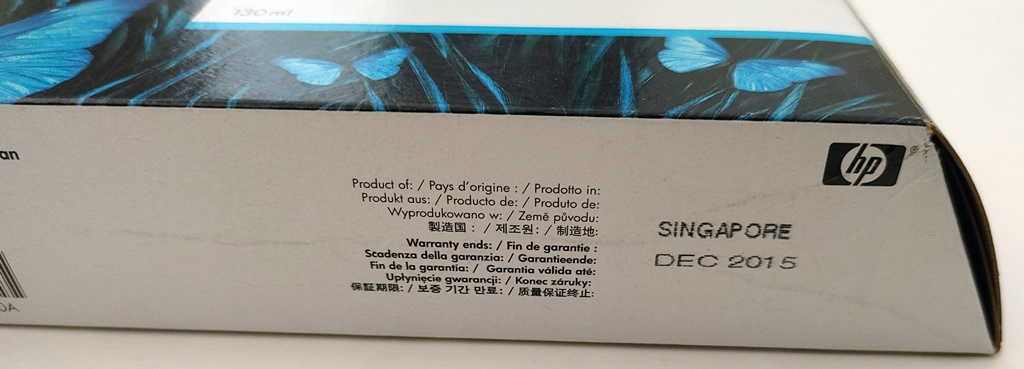 130 ml
an
hp
Product of: / Pays d'origine : / Prodotto in:
Produkt aus: / Producto de: / Produto de:
Wyprodukowano w: / Země původu:
製造国 : / 제조원: / 制造地:
SINGAPORE
Warranty ends: / Fin de garantie :
Scadenza della garanzia: / Garantieende:
Fin de la garantia: / Garantia válida até:
Upłynięcie gwarancji: / Konec záruky:
保証期限: / 보증 기간 만료: / 质量保证终止:
DEC 2015
0A